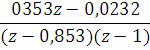 0353z − 0,0232
(z − 0,853)(z − 1)